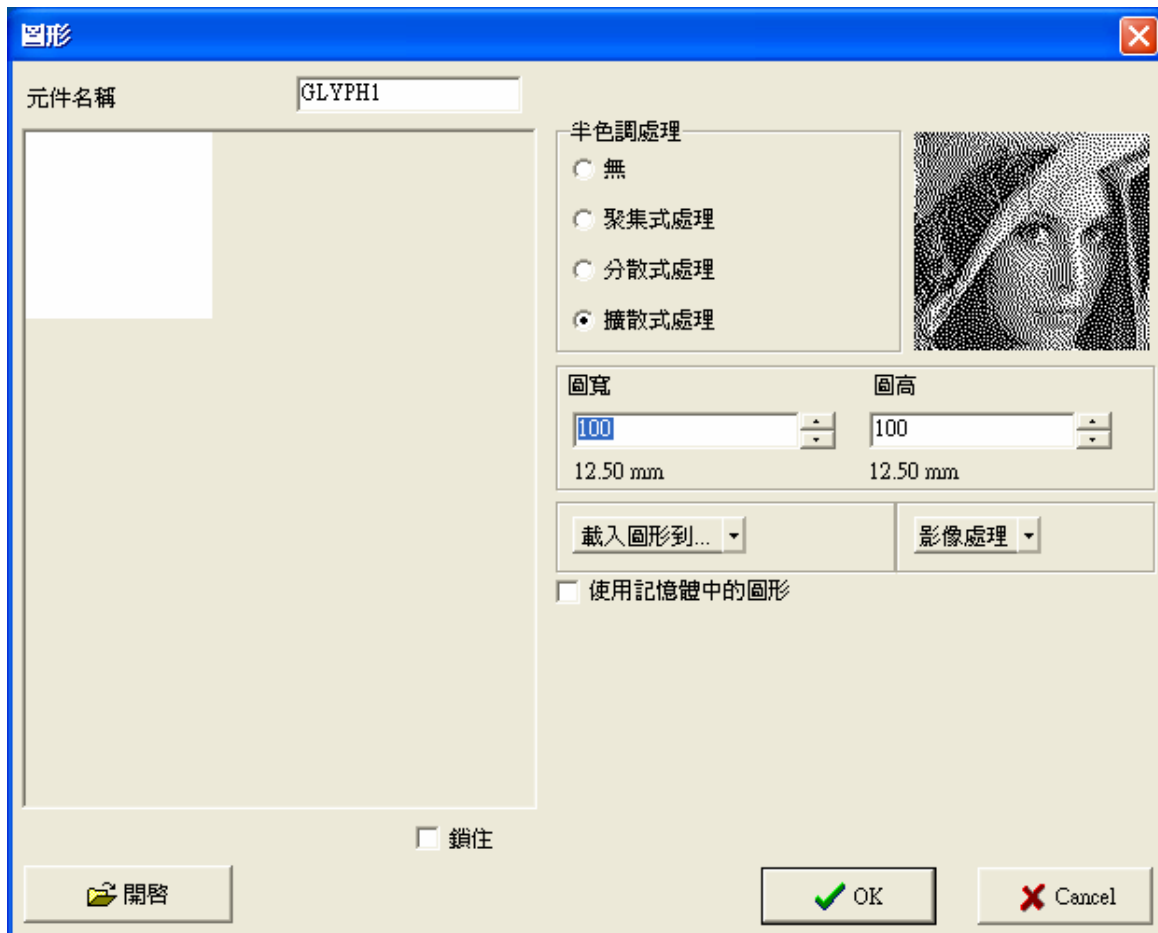 圖形
元件名稱
GLYPH1
半色調處理
無
聚集式處理
分散式處理
擴散式處理
圖寬
圖高
100
100
12.50 mm
12.50 mm
載入圖形到...
影像處理
使用記憶體中的圖形
鎖住
開啓
OK
Cancel